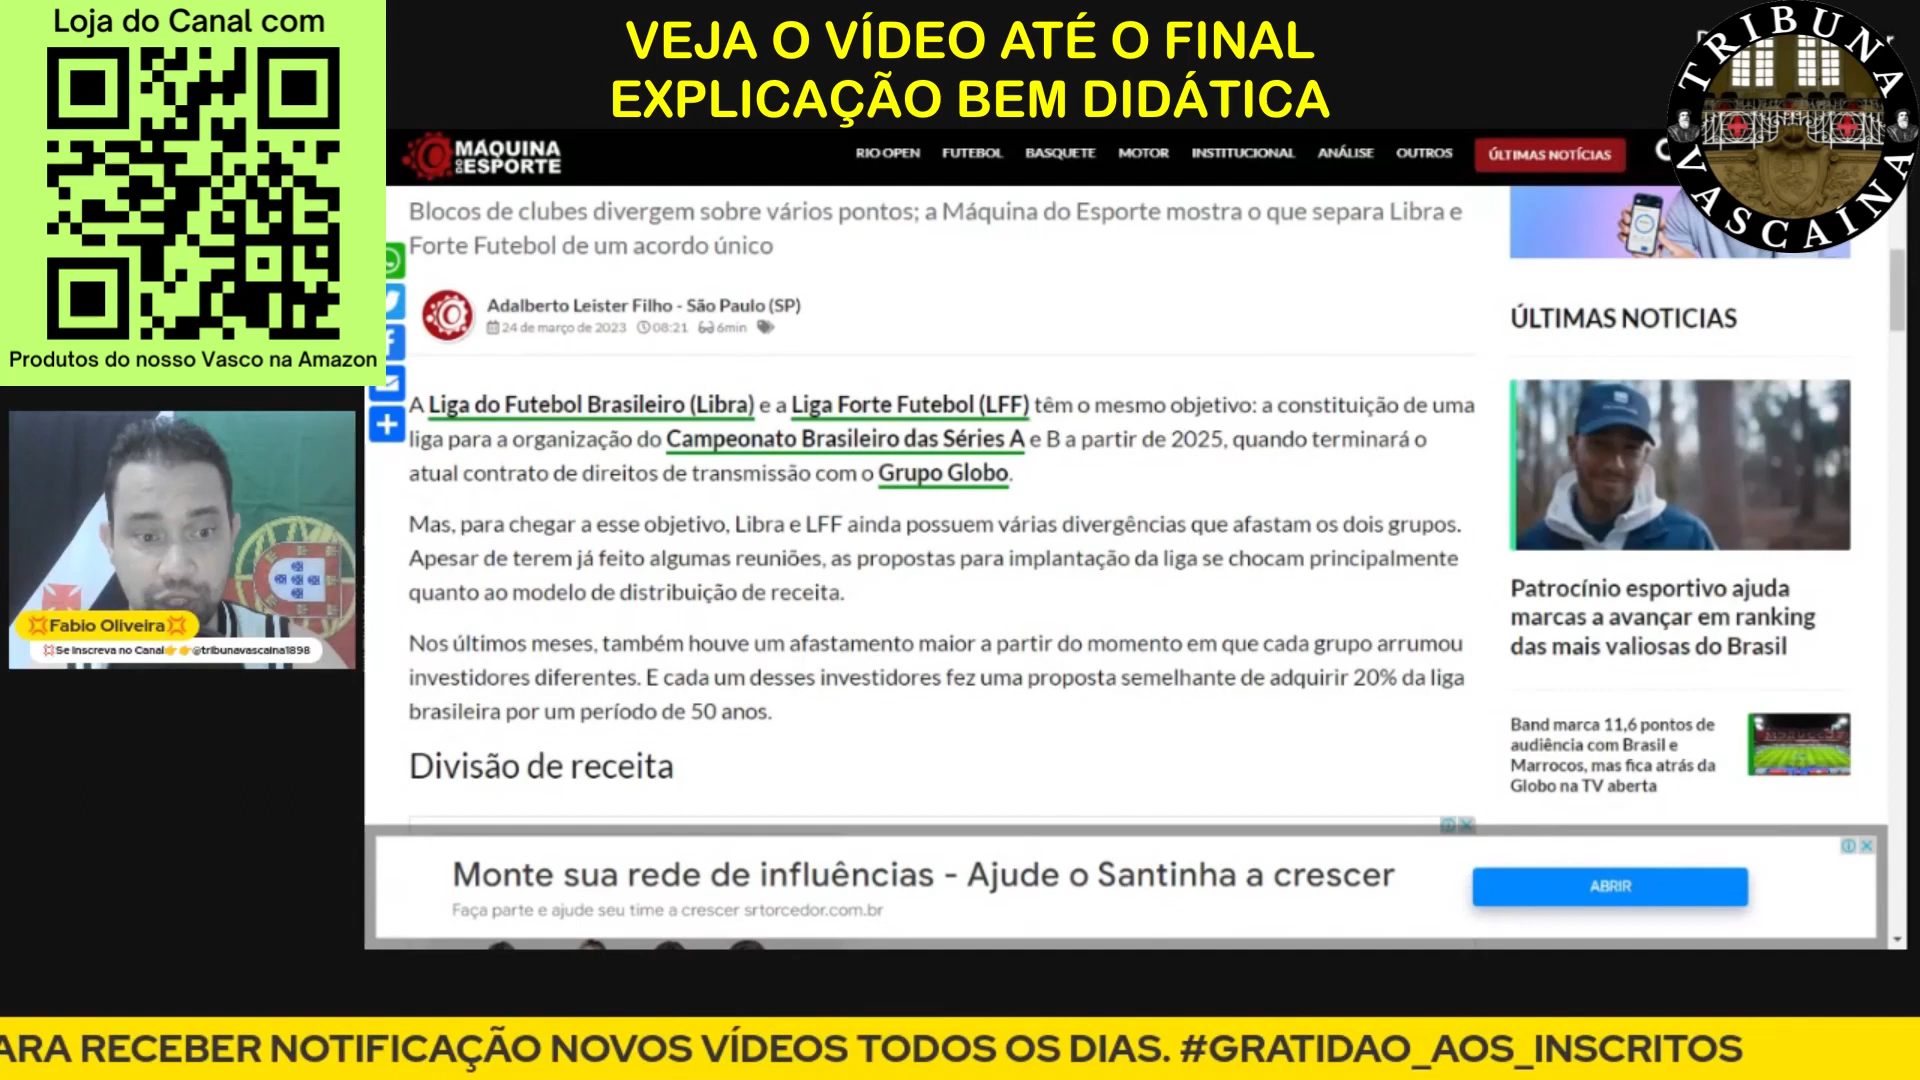 Loja do Canal com
Produtos do nosso Vasco na Amazon
VEJA O VÍDEO ATÉ O FINAL
EXPLICAÇÃO BEM DIDÁTICA
TRIBUNA VASCAÍNA
MÁQUINA
DO ESPORTE
RIO OPEN FUTEBOL BASQUETE MOTOR INSTITUCIONAL ANÁLISE OUTROS ÚLTIMAS NOTÍCIAS
Blocos de clubes divergem sobre vários pontos; a Máquina do Esporte mostra o que separa Libra e
Forte Futebol de um acordo único
Adalberto Leister Filho - São Paulo (SP)
24 de março de 2023 08:21 6min
A Liga do Futebol Brasileiro (Libra) e a Liga Forte Futebol (LFF) têm o mesmo objetivo: a constituição de uma
liga para a organização do Campeonato Brasileiro das Séries A e B a partir de 2025, quando terminará o
atual contrato de direitos de transmissão com o Grupo Globo.
Mas, para chegar a esse objetivo, Libra e LFF ainda possuem várias divergências que afastam os dois grupos.
Apesar de terem já feito algumas reuniões, as propostas para implantação da liga se chocam principalmente
quanto ao modelo de distribuição de receita.
Nos últimos meses, também houve um afastamento maior a partir do momento em que cada grupo arrumou
investidores diferentes. E cada um desses investidores fez uma proposta semelhante de adquirir 20% da liga
brasileira por um período de 50 anos.
Divisão de receita
ÚLTIMAS NOTICIAS
Patrocínio esportivo ajuda
marcas a avançar em ranking
das mais valiosas do Brasil
Band marca 11,6 pontos de
audiência com Brasil e
Marrocos, mas fica atrás da
Globo na TV aberta
Fabio Oliveira
Se Inscreva no Canal @tribunavascaina1898
Monte sua rede de influências - Ajude o Santinha a crescer
Faça parte e ajude seu time a crescer srtorcedor.com.br
ABRIR
ARA RECEBER NOTIFICAÇÃO NOVOS VÍDEOS TODOS OS DIAS. #GRATIDAO_AOS_INSCRITOS